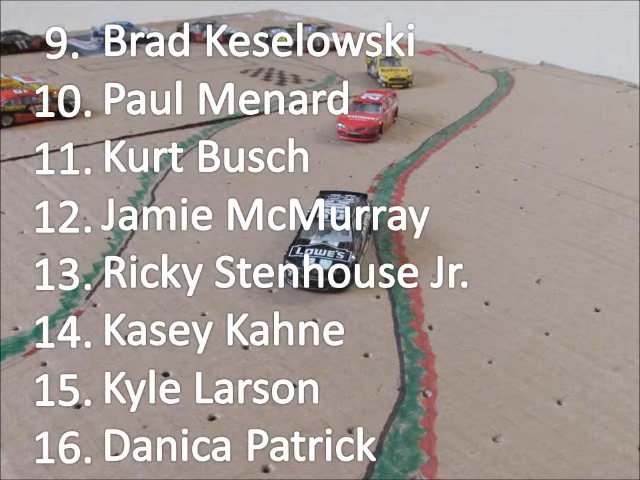 9. Brad Keselowski
10. Paul Menard
11. Kurt Busch
12. Jamie McMurray
13. Ricky Stenhouse Jr.
LOWE'S
14. Kasey Kahne
15. Kyle Larson
16. Danica Patrick